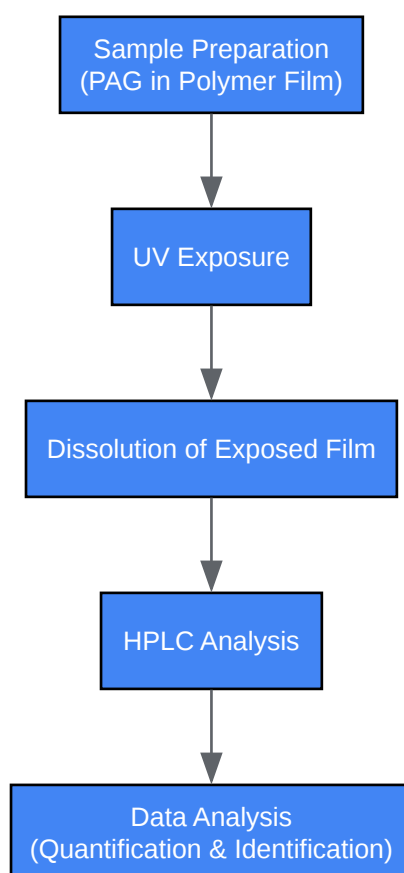 Sample Preparation
(PAG in Polymer Film)
UV Exposure
Dissolution of Exposed Film
HPLC Analysis
Data Analysis
(Quantification & Identification)